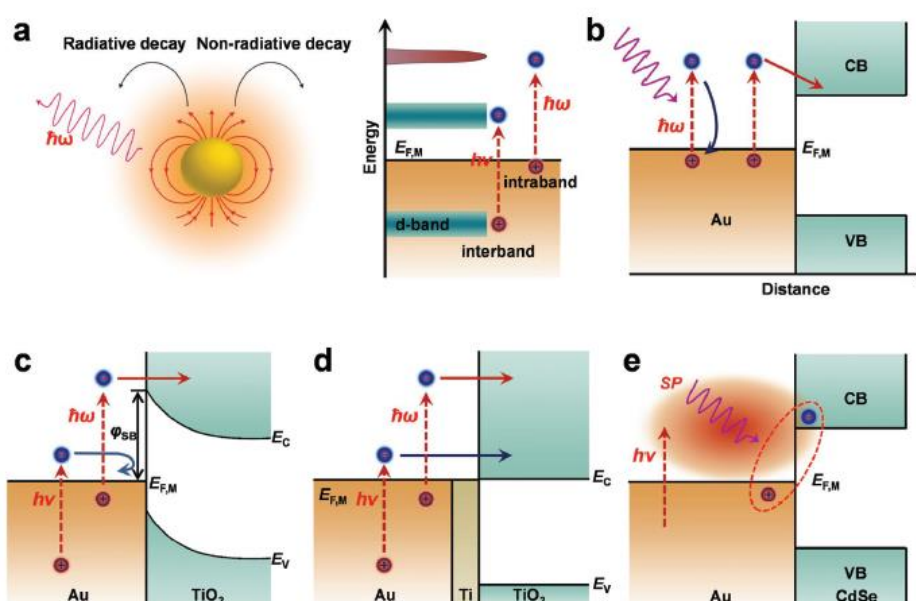 a
Radiative decay Non-radiative decay
ħω
Energy
E_F,M
hν
ħω
intraband
d-band
interband
b
CB
ħω
E_F,M
Au
VB
Distance
c
ħω
φ_SB
E_C
E_F,M
hν
E_V
Au TiO₂
d
ħω
E_F,M
hν
E_C
E_V
Au Ti TiO₂
e
SP
CB
hν
E_F,M
VB
Au CdSe